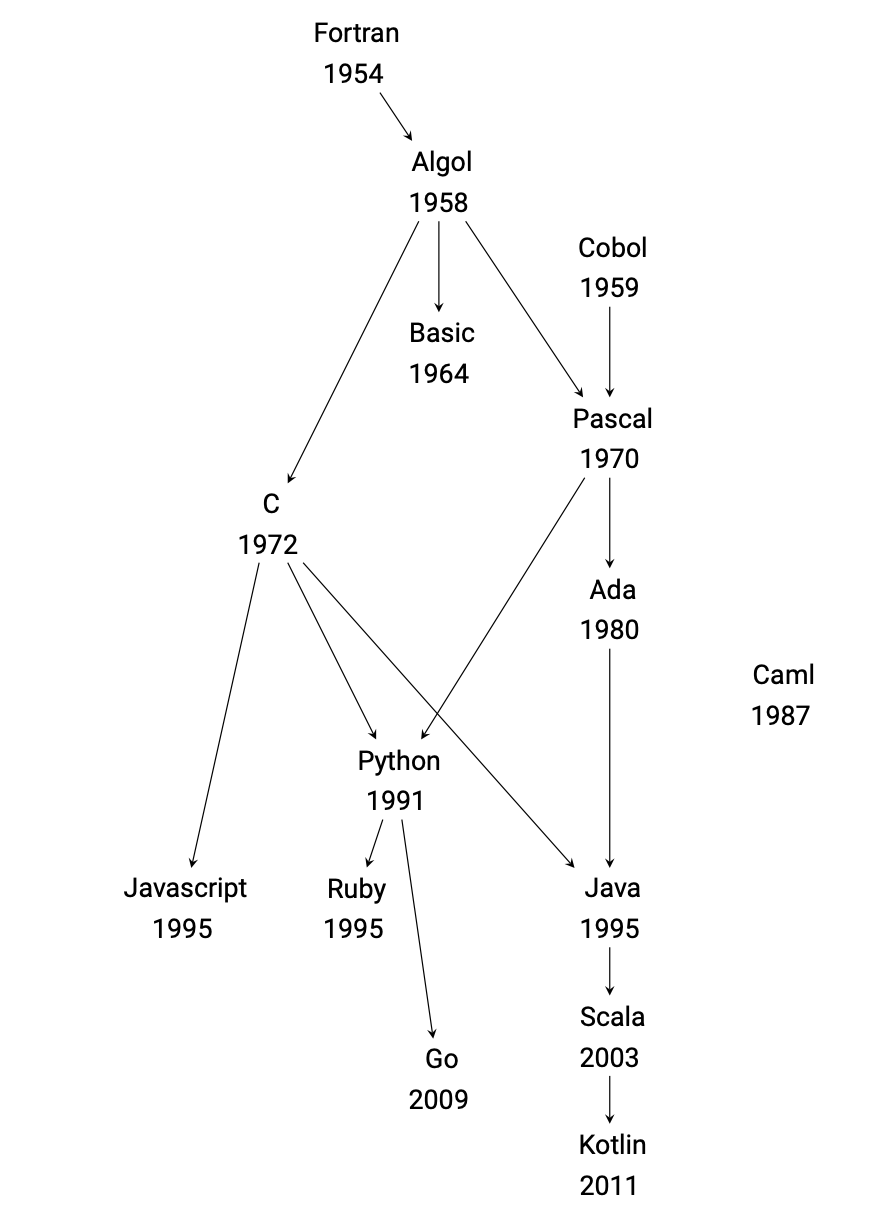 Fortran
1954
Algol
1958
Cobol
1959
Basic
1964
Pascal
1970
C
1972
Ada
1980
Caml
1987
Python
1991
Javascript
1995
Ruby
1995
Java
1995
Scala
2003
Go
2009
Kotlin
2011